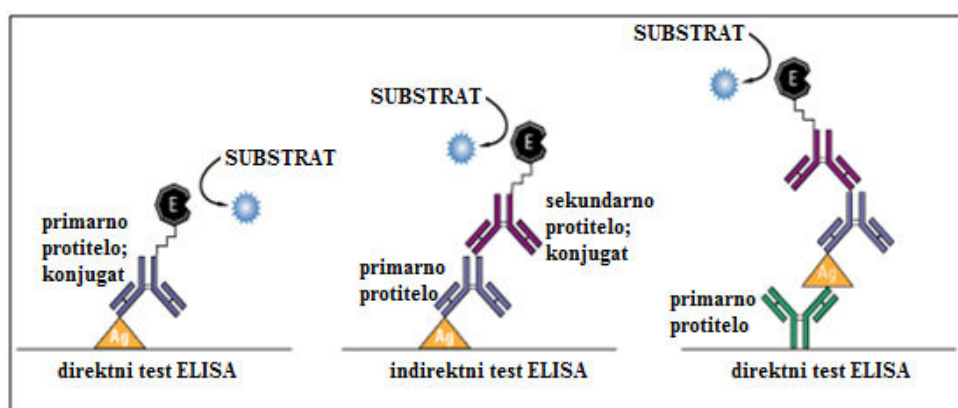 SUBSTRAT
E
primarno
protitelo;
konjugat
Ag
direktni test ELISA
SUBSTRAT
E
sekundarno
protitelo;
konjugat
primarno
protitelo
Ag
indirektni test ELISA
SUBSTRAT
E
Ag
primarno
protitelo
direktni test ELISA